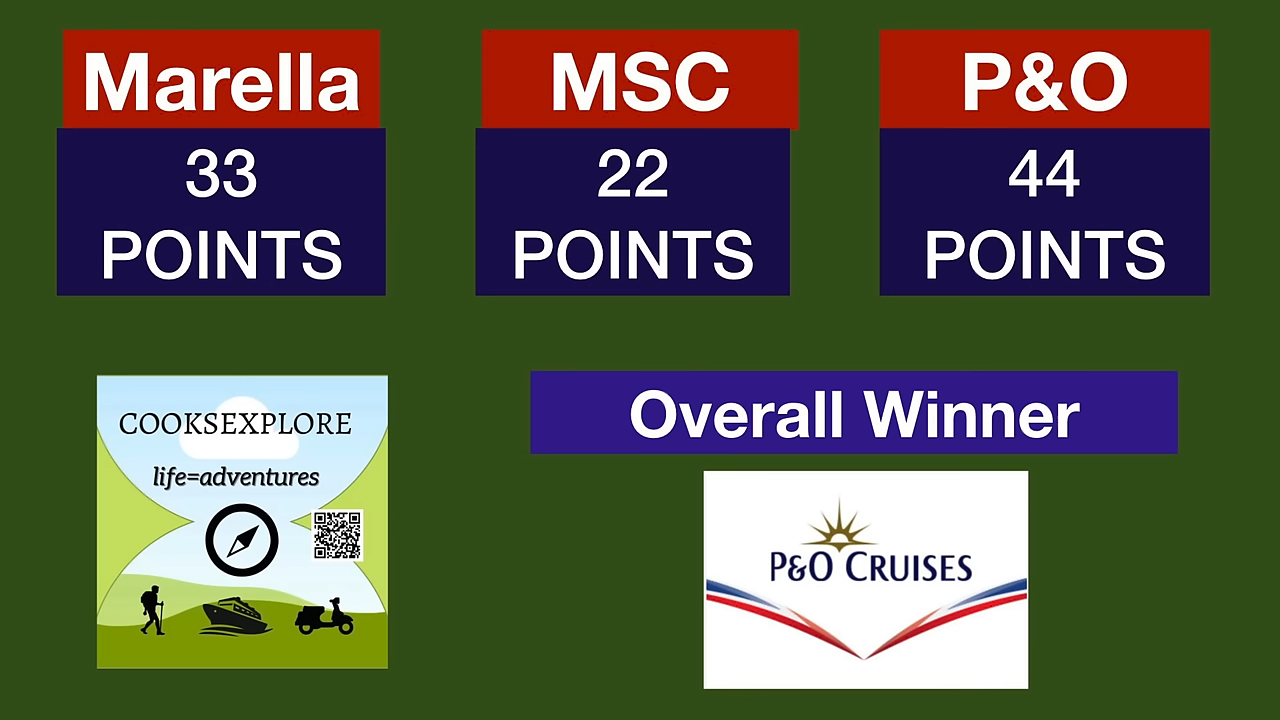 Marella
33
POINTS
MSC
22
POINTS
P&O
44
POINTS
COOKSEXPLORE
life=adventures
Overall Winner
P&O CRUISES